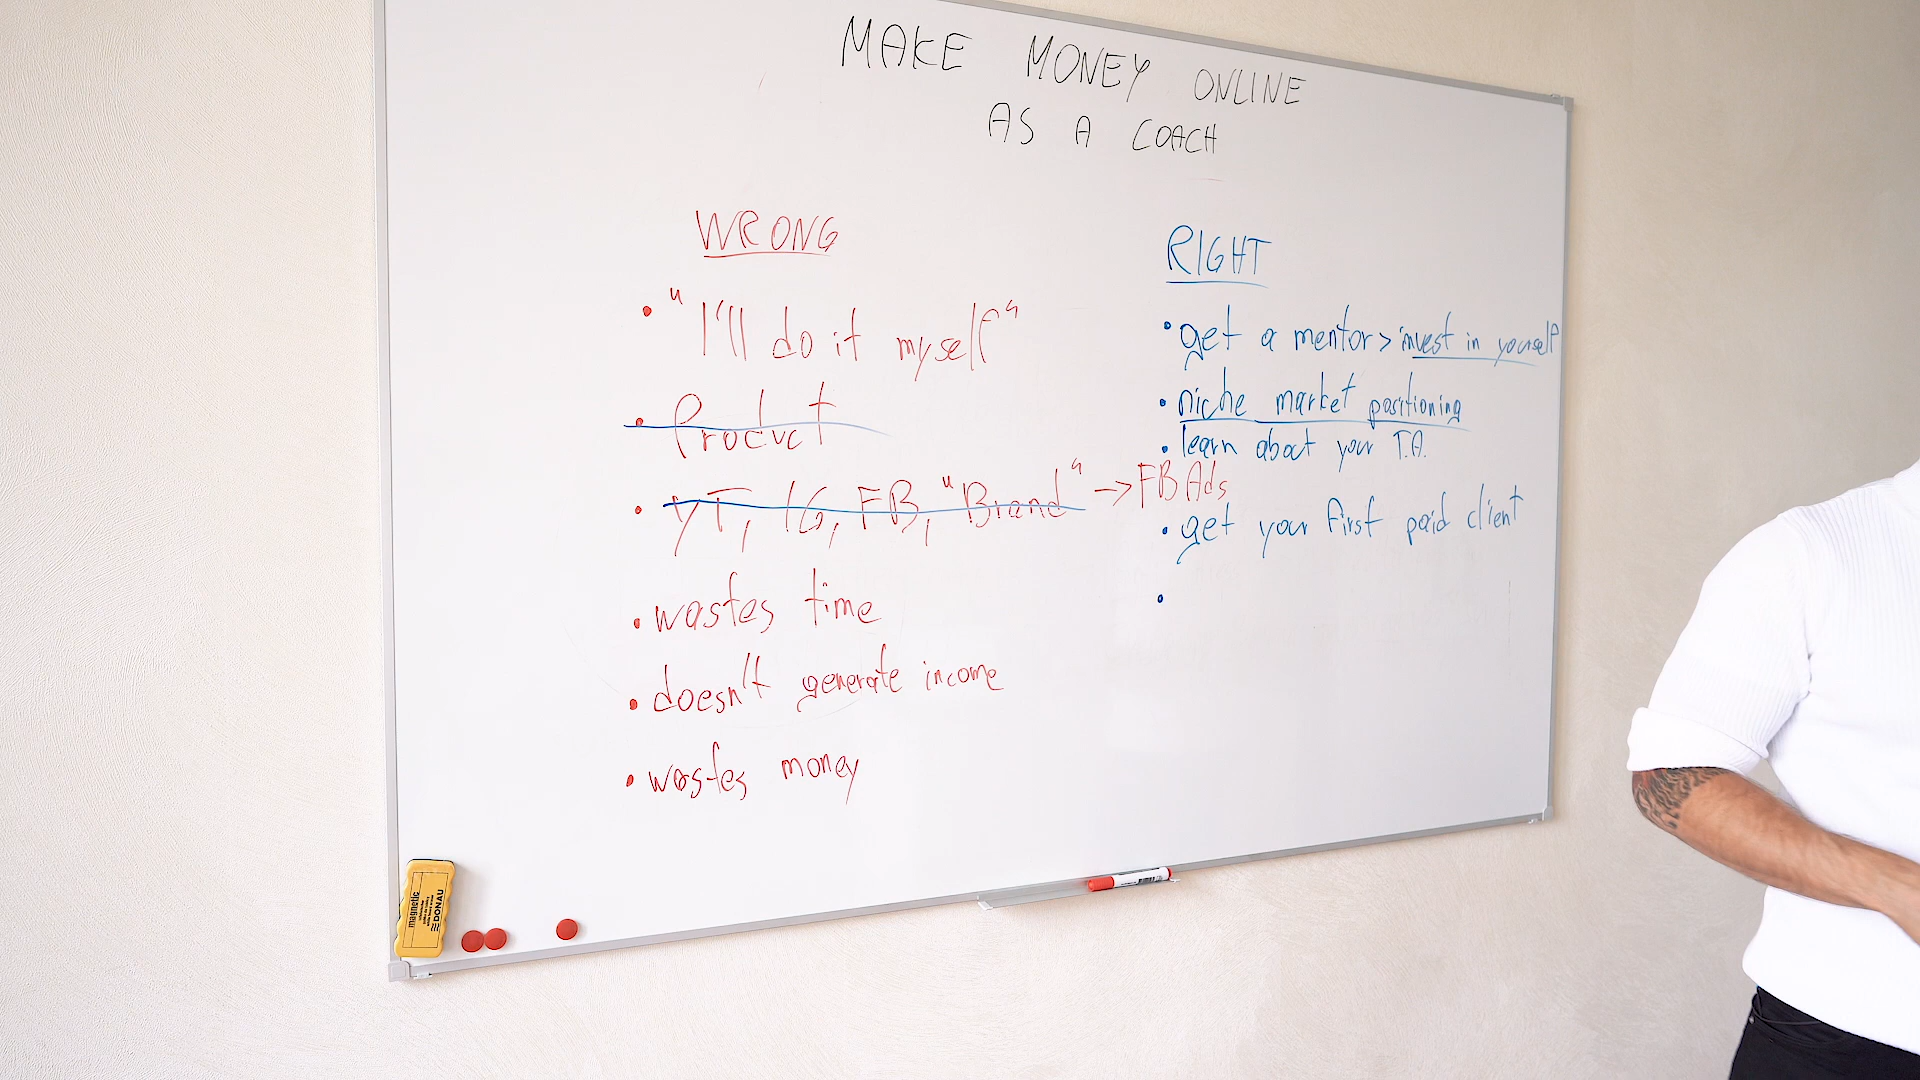 MAKE MONEY ONLINE
AS A COACH
WRONG
• "I'll do it myself"
• Product
• YT, IG, FB, "Brand" -> FB Ads
• wastes time
• doesn't generate income
• wastes money
RIGHT
• get a mentor > invest in yourself
• niche market positioning
• learn about your T.A.
• get your first paid client
•
magnetic
DONAU